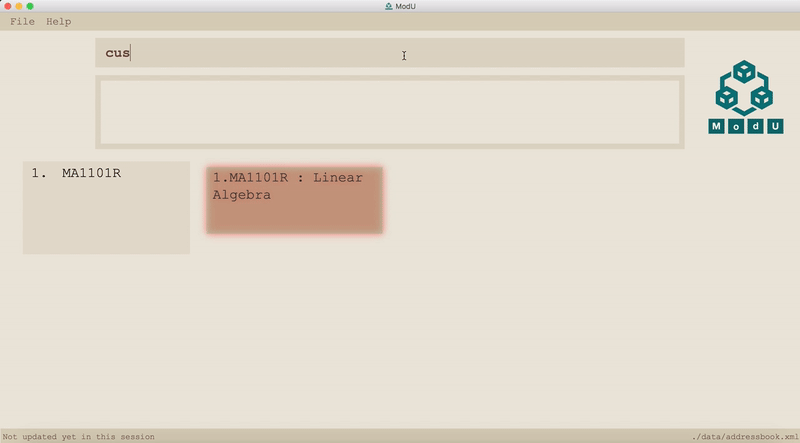 ModU
File Help
cus
ModU
1. MA1101R
1.MA1101R : Linear
Algebra
Not updated yet in this session
./data/addressbook.xml